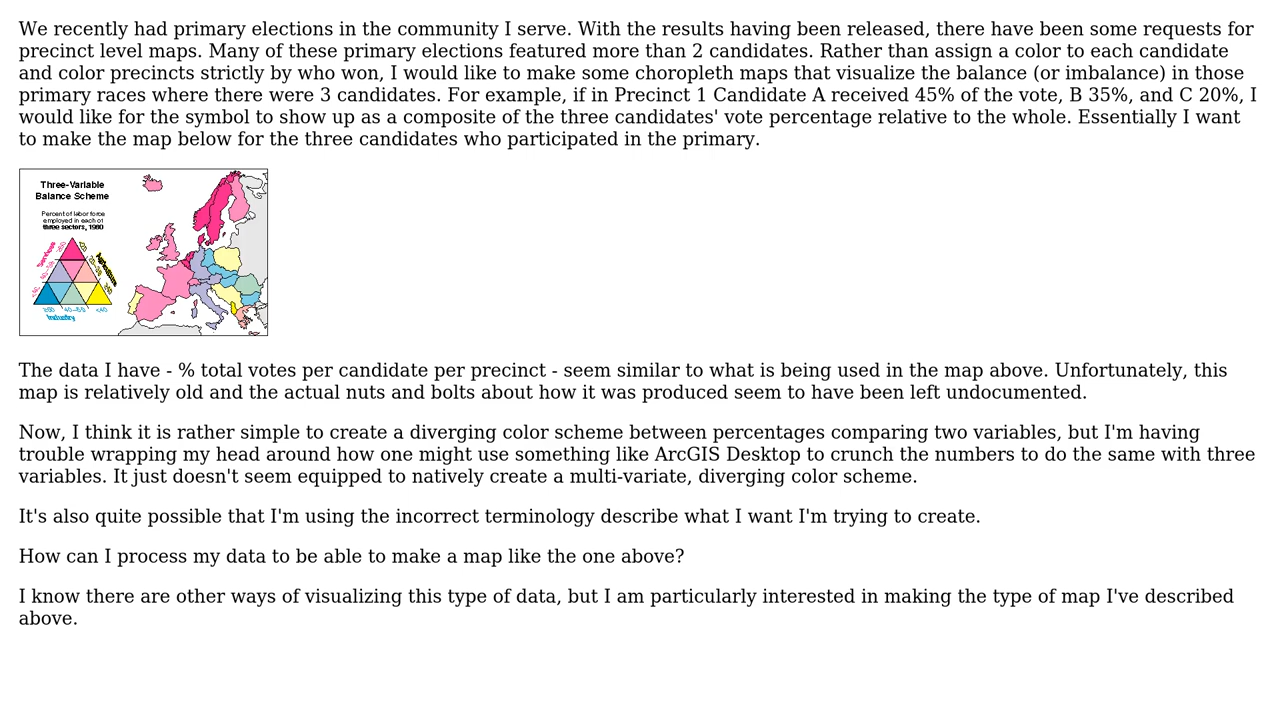 We recently had primary elections in the community I serve. With the results having been released, there have been some requests for
precinct level maps. Many of these primary elections featured more than 2 candidates. Rather than assign a color to each candidate
and color precincts strictly by who won, I would like to make some choropleth maps that visualize the balance (or imbalance) in those
primary races where there were 3 candidates. For example, if in Precinct 1 Candidate A received 45% of the vote, B 35%, and C 20%, I
would like for the symbol to show up as a composite of the three candidates' vote percentage relative to the whole. Essentially I want
to make the map below for the three candidates who participated in the primary.
Three-Variable
Balance Scheme
Percent of labor force
employed in each of
three sectors, 1980
Services
Agriculture
Industry
The data I have - % total votes per candidate per precinct - seem similar to what is being used in the map above. Unfortunately, this
map is relatively old and the actual nuts and bolts about how it was produced seem to have been left undocumented.
Now, I think it is rather simple to create a diverging color scheme between percentages comparing two variables, but I'm having
trouble wrapping my head around how one might use something like ArcGIS Desktop to crunch the numbers to do the same with three
variables. It just doesn't seem equipped to natively create a multi-variate, diverging color scheme.
It's also quite possible that I'm using the incorrect terminology describe what I want I'm trying to create.
How can I process my data to be able to make a map like the one above?
I know there are other ways of visualizing this type of data, but I am particularly interested in making the type of map I've described
above.